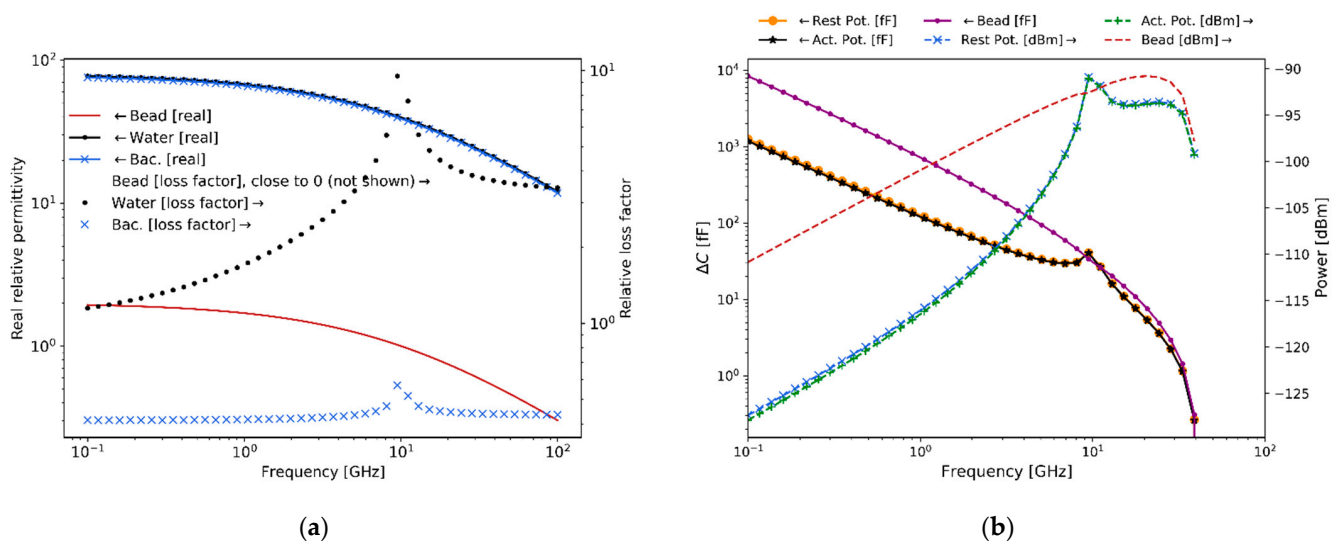 ←Rest Pot. [fF] ←Bead [fF] Act. Pot. [dBm]→
←Act. Pot. [fF] Rest Pot. [dBm]→ Bead [dBm]→
10²
10¹
10⁰
Real relative permittivity
←Bead [real]
←Water [real]
←Bac. [real]
Bead [loss factor], close to 0 (not shown)→
Water [loss factor]→
Bac. [loss factor]→
10¹
10⁰
Relative loss factor
10⁻¹ 10⁰ 10¹ 10²
Frequency [GHz]
(a)
10⁴
10³
10²
10¹
10⁰
ΔC [fF]
−90
−95
−100
−105
−110
−115
−120
−125
Power [dBm]
10⁻¹ 10⁰ 10¹ 10²
Frequency [GHz]
(b)